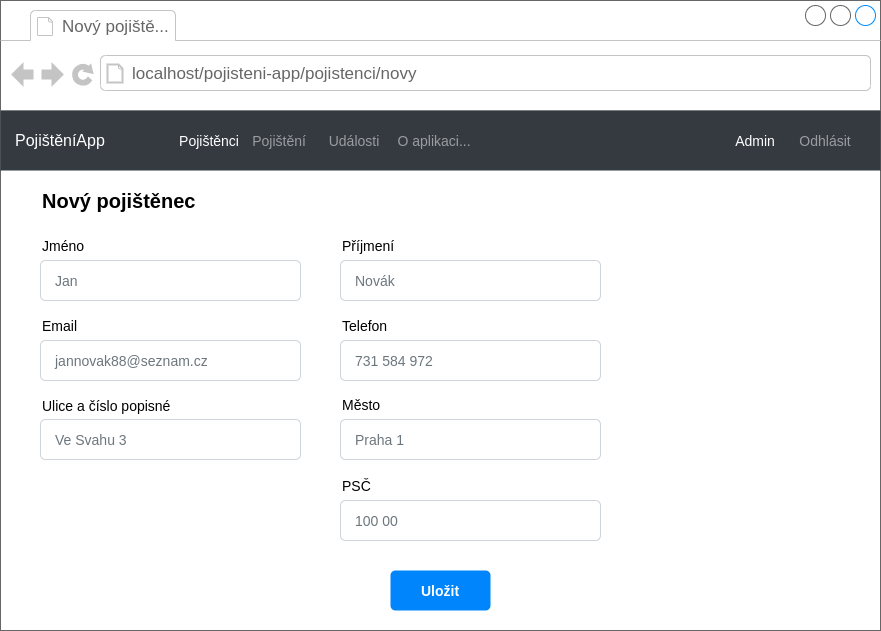 Nový pojiště...
localhost/pojisteni-app/pojistenci/novy
PojištěníApp Pojištěnci Pojištění Události O aplikaci... Admin Odhlásit
Nový pojištěnec
Jméno Příjmení
Jan Novák
Email Telefon
jannovak88@seznam.cz 731 584 972
Ulice a číslo popisné Město
Ve Svahu 3 Praha 1
PSČ
100 00
Uložit